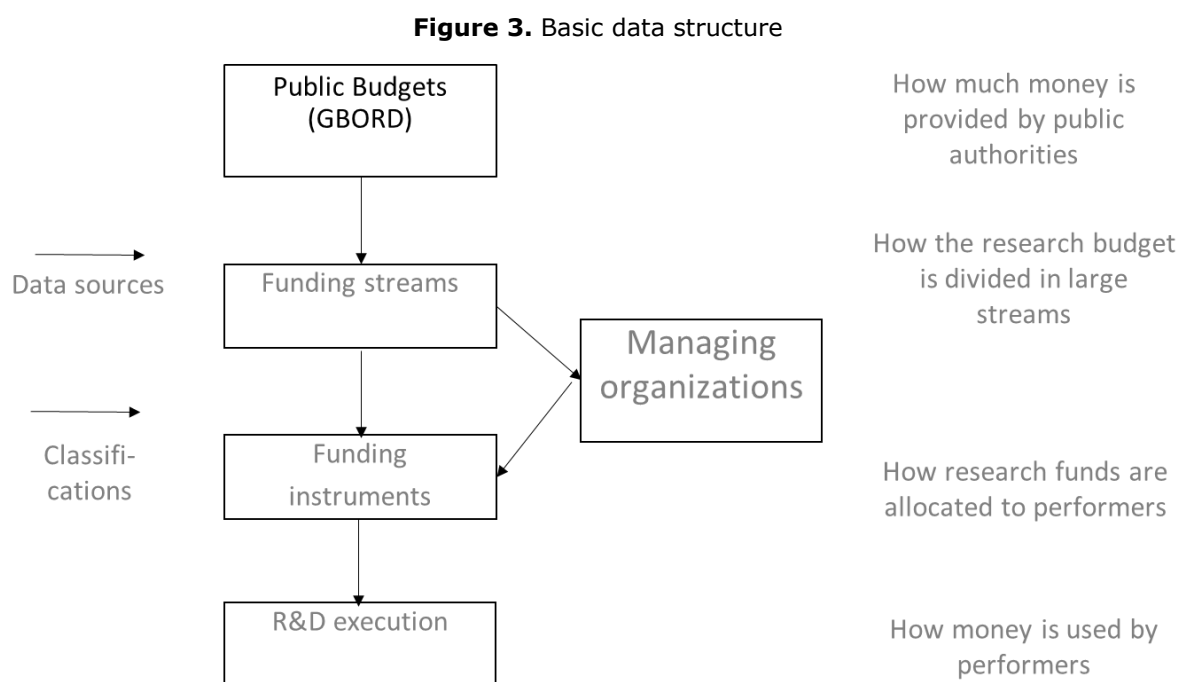 Figure 3. Basic data structure
Public Budgets
(GBORD)
How much money is
provided by public
authorities
Data sources
Funding streams
How the research budget
is divided in large
streams
Managing
organizations
Classifi-
cations
Funding
instruments
How research funds are
allocated to performers
R&D execution
How money is used by
performers